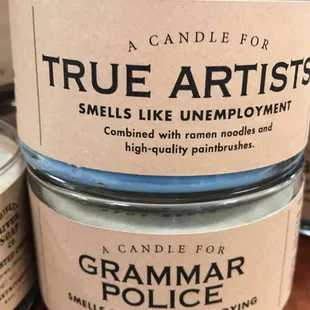 A CANDLE FOR
TRUE ARTISTS
SMELLS LIKE UNEMPLOYMENT
Combined with ramen noodles and
high-quality paintbrushes.
A CANDLE FOR
GRAMMAR
POLICE
SMELLS